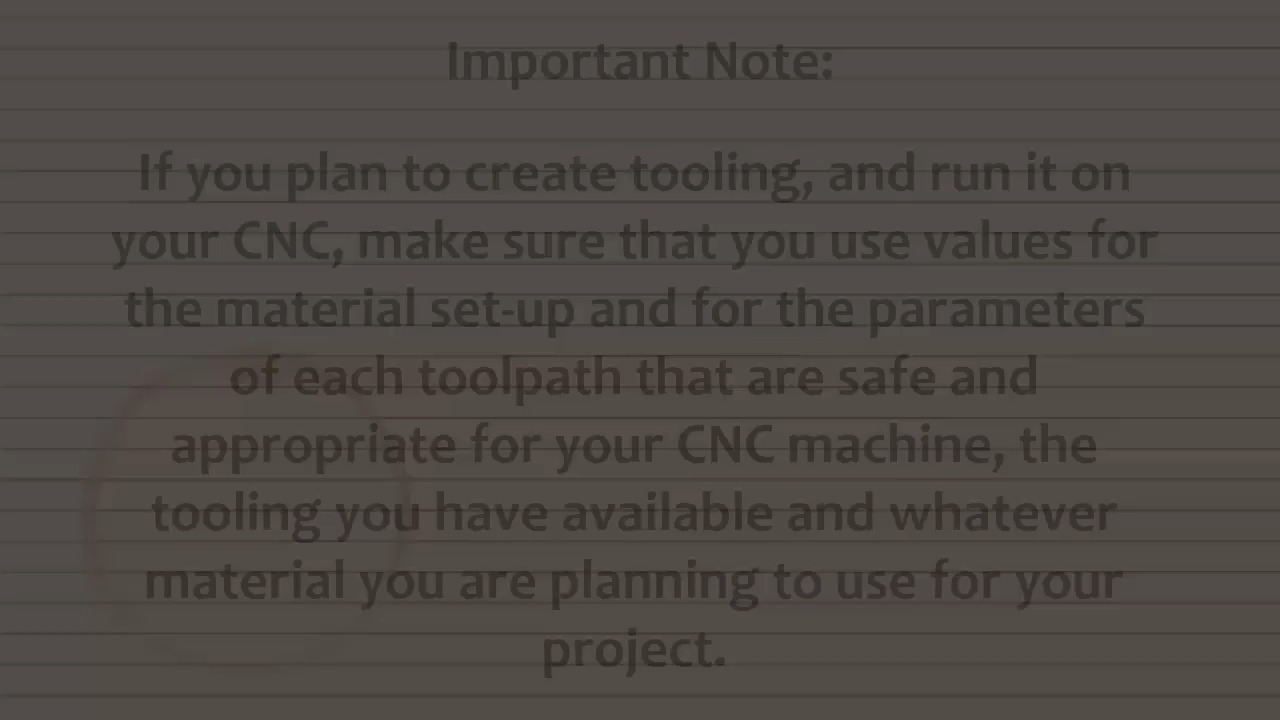 Important Note:
If you plan to create tooling, and run it on
your CNC, make sure that you use values for
the material set-up and for the parameters
of each toolpath that are safe and
appropriate for your CNC machine, the
tooling you have available and whatever
material you are planning to use for your
project.